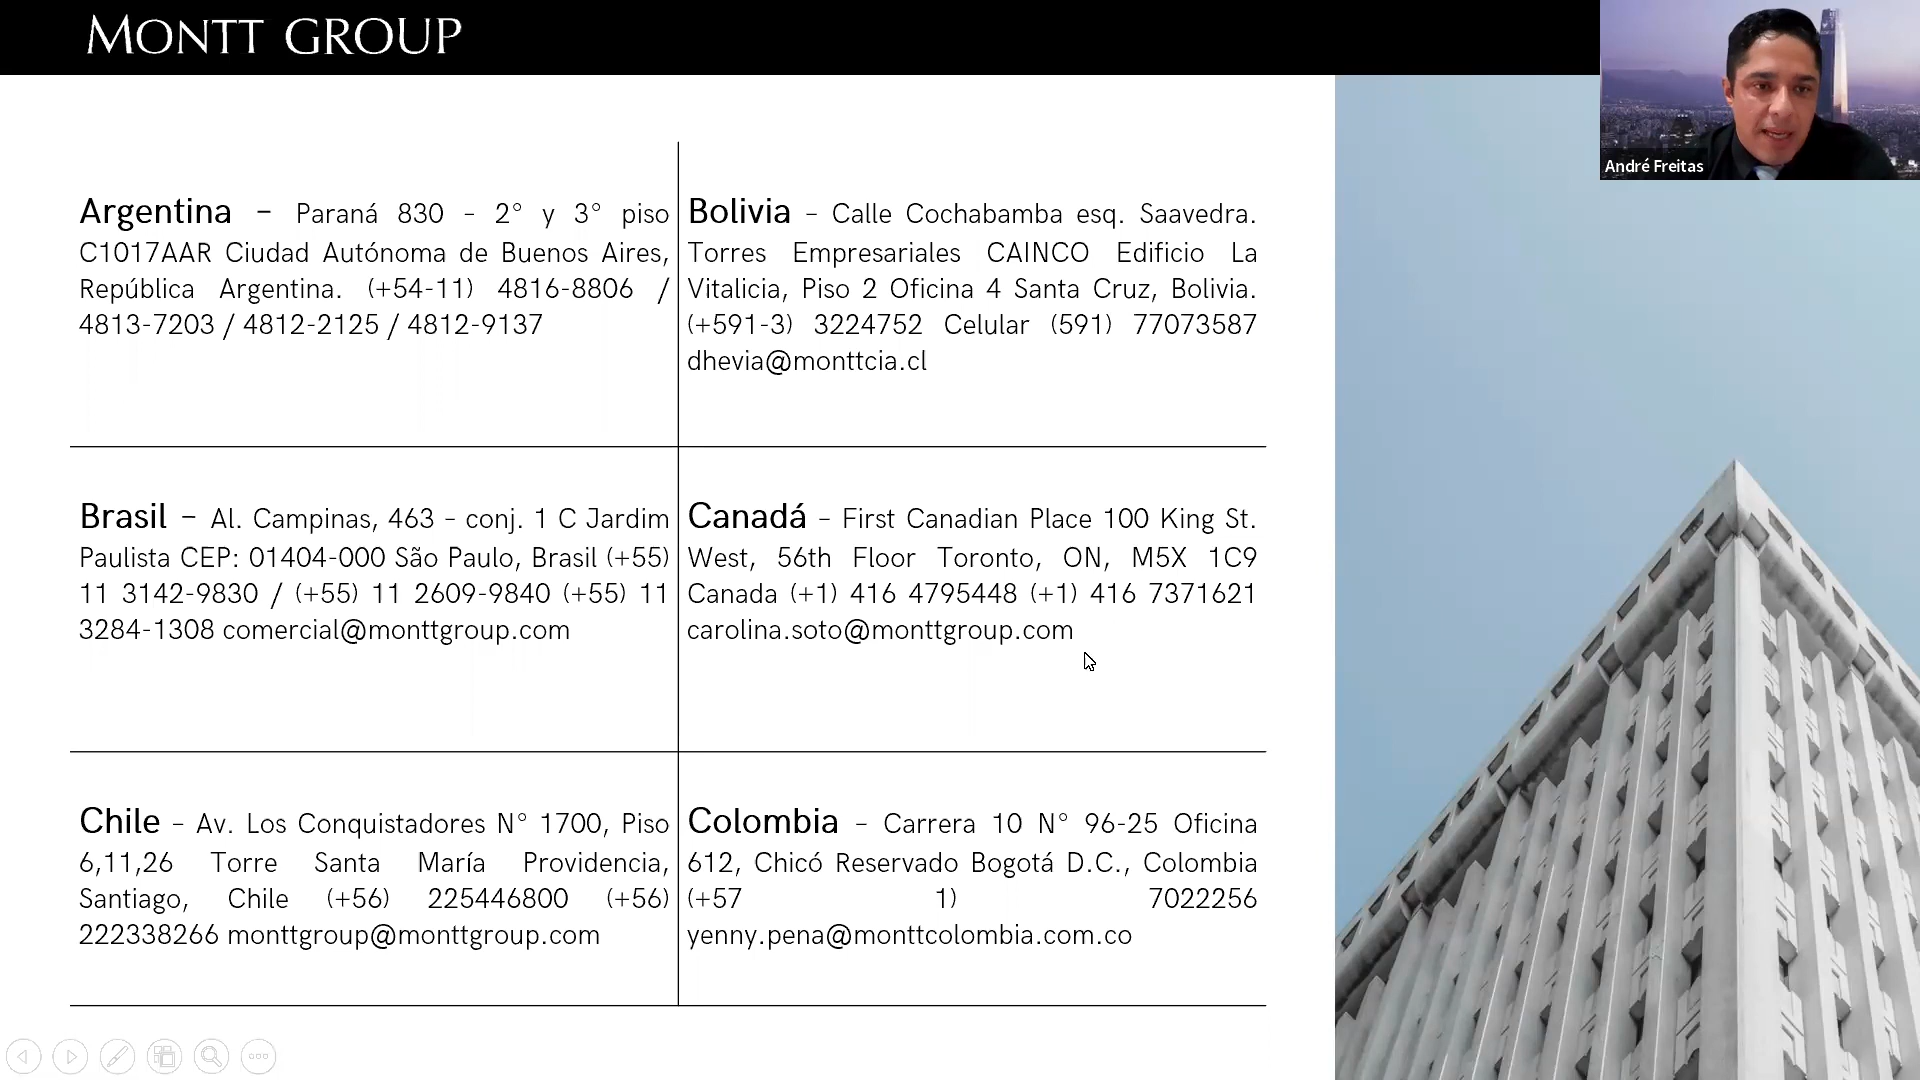 MONTT GROUP
André Freitas
Argentina – Paraná 830 – 2° y 3° piso
C1017AAR Ciudad Autónoma de Buenos Aires,
República Argentina. (+54-11) 4816-8806 /
4813-7203 / 4812-2125 / 4812-9137
Bolivia – Calle Cochabamba esq. Saavedra.
Torres Empresariales CAINCO Edificio La
Vitalicia, Piso 2 Oficina 4 Santa Cruz, Bolivia.
(+591-3) 3224752 Celular (591) 77073587
dhevia@monttcia.cl
Brasil – Al. Campinas, 463 – conj. 1 C Jardim
Paulista CEP: 01404-000 São Paulo, Brasil (+55)
11 3142-9830 / (+55) 11 2609-9840 (+55) 11
3284-1308 comercial@monttgroup.com
Canadá – First Canadian Place 100 King St.
West, 56th Floor Toronto, ON, M5X 1C9
Canada (+1) 416 4795448 (+1) 416 7371621
carolina.soto@monttgroup.com
Chile – Av. Los Conquistadores N° 1700, Piso
6,11,26 Torre Santa María Providencia,
Santiago, Chile (+56) 225446800 (+56)
222338266 monttgroup@monttgroup.com
Colombia – Carrera 10 N° 96-25 Oficina
612, Chicó Reservado Bogotá D.C., Colombia
(+57 1) 7022256
yenny.pena@monttcolombia.com.co